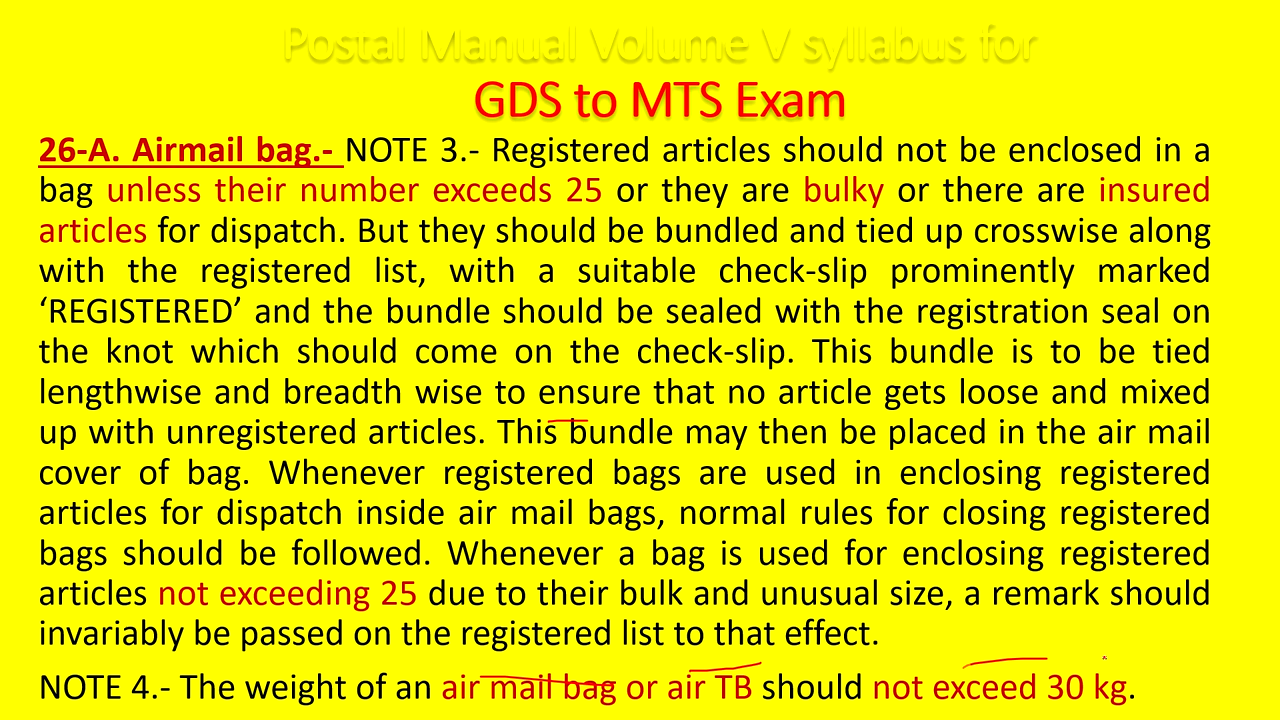 Postal Manual Volume V syllabus for
GDS to MTS Exam
26-A. Airmail bag.- NOTE 3.- Registered articles should not be enclosed in a
bag unless their number exceeds 25 or they are bulky or there are insured
articles for dispatch. But they should be bundled and tied up crosswise along
with the registered list, with a suitable check-slip prominently marked
‘REGISTERED’ and the bundle should be sealed with the registration seal on
the knot which should come on the check-slip. This bundle is to be tied
lengthwise and breadth wise to ensure that no article gets loose and mixed
up with unregistered articles. This bundle may then be placed in the air mail
cover of bag. Whenever registered bags are used in enclosing registered
articles for dispatch inside air mail bags, normal rules for closing registered
bags should be followed. Whenever a bag is used for enclosing registered
articles not exceeding 25 due to their bulk and unusual size, a remark should
invariably be passed on the registered list to that effect.
NOTE 4.- The weight of an air mail bag or air TB should not exceed 30 kg.